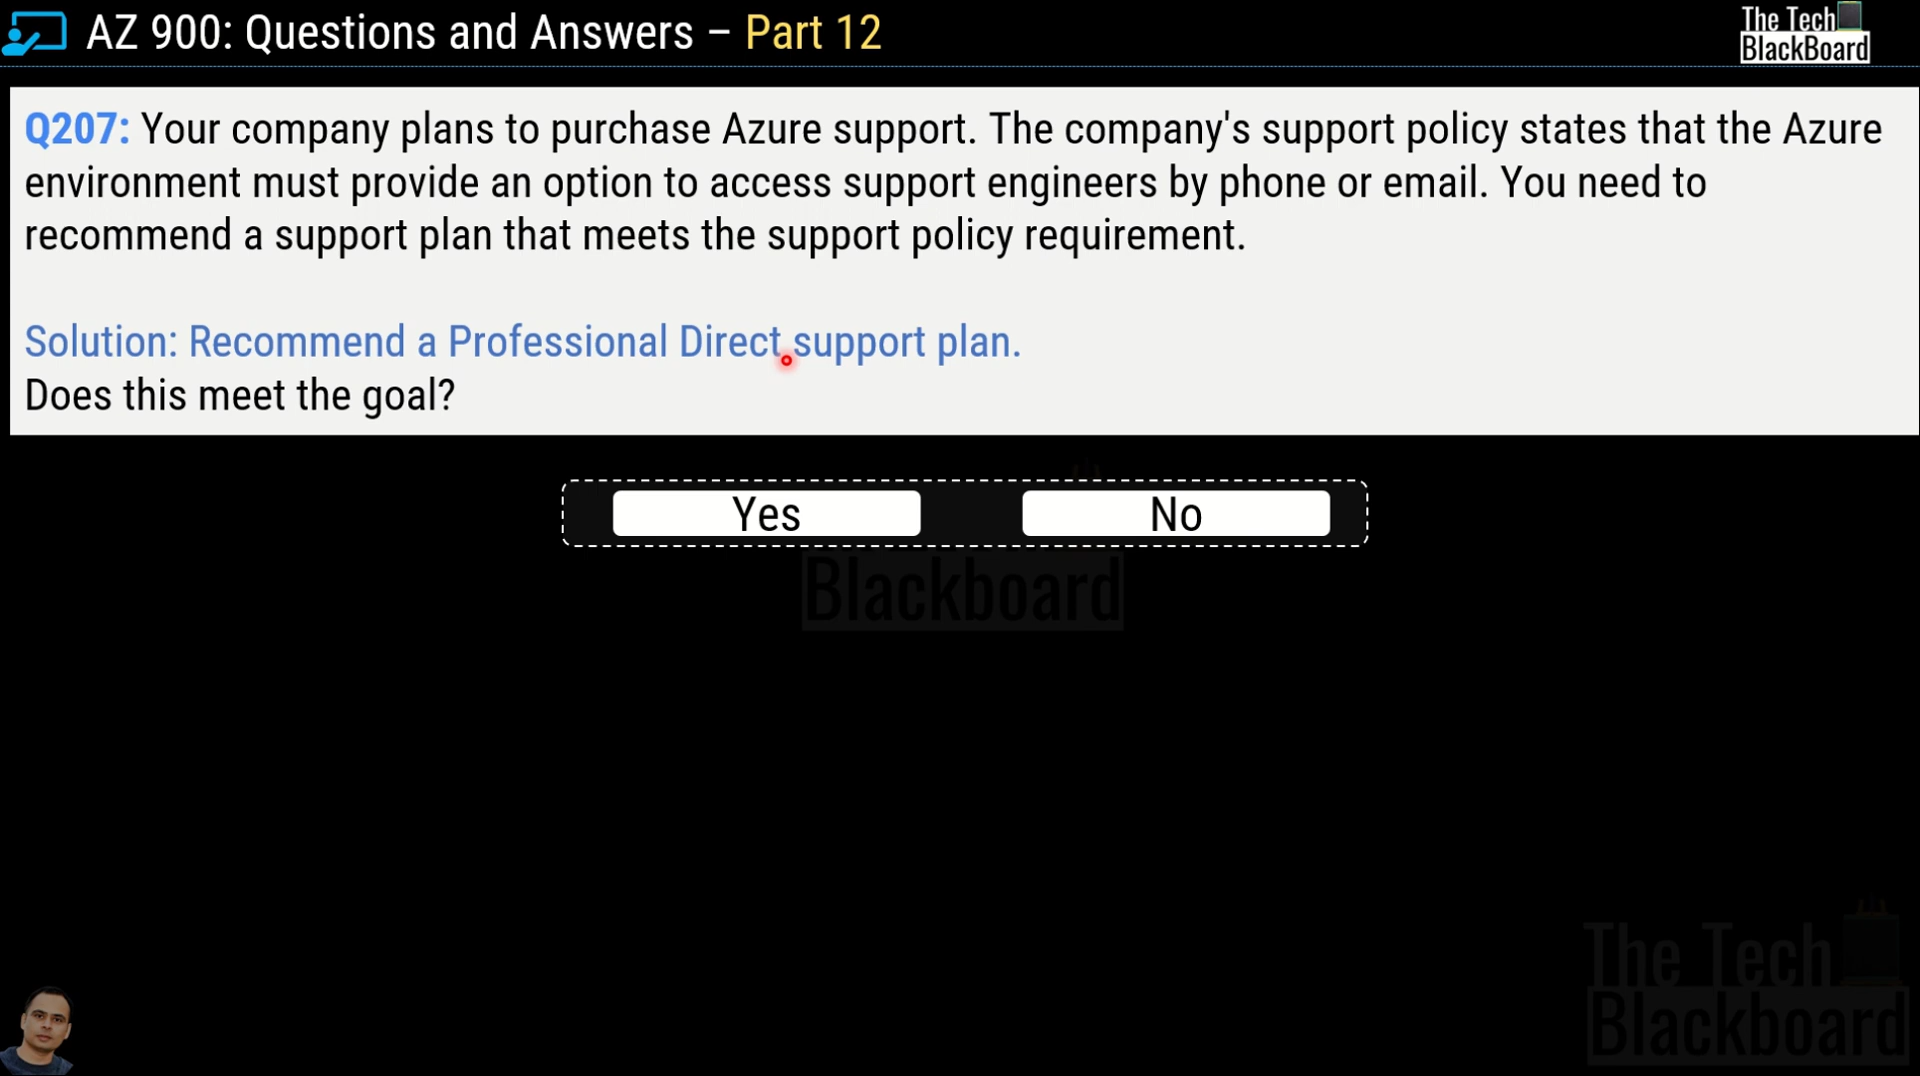 AZ 900: Questions and Answers – Part 12
The Tech
BlackBoard
Q207: Your company plans to purchase Azure support. The company's support policy states that the Azure
environment must provide an option to access support engineers by phone or email. You need to
recommend a support plan that meets the support policy requirement.
Solution: Recommend a Professional Direct support plan.
Does this meet the goal?
Yes No
Blackboard
The Tech
Blackboard